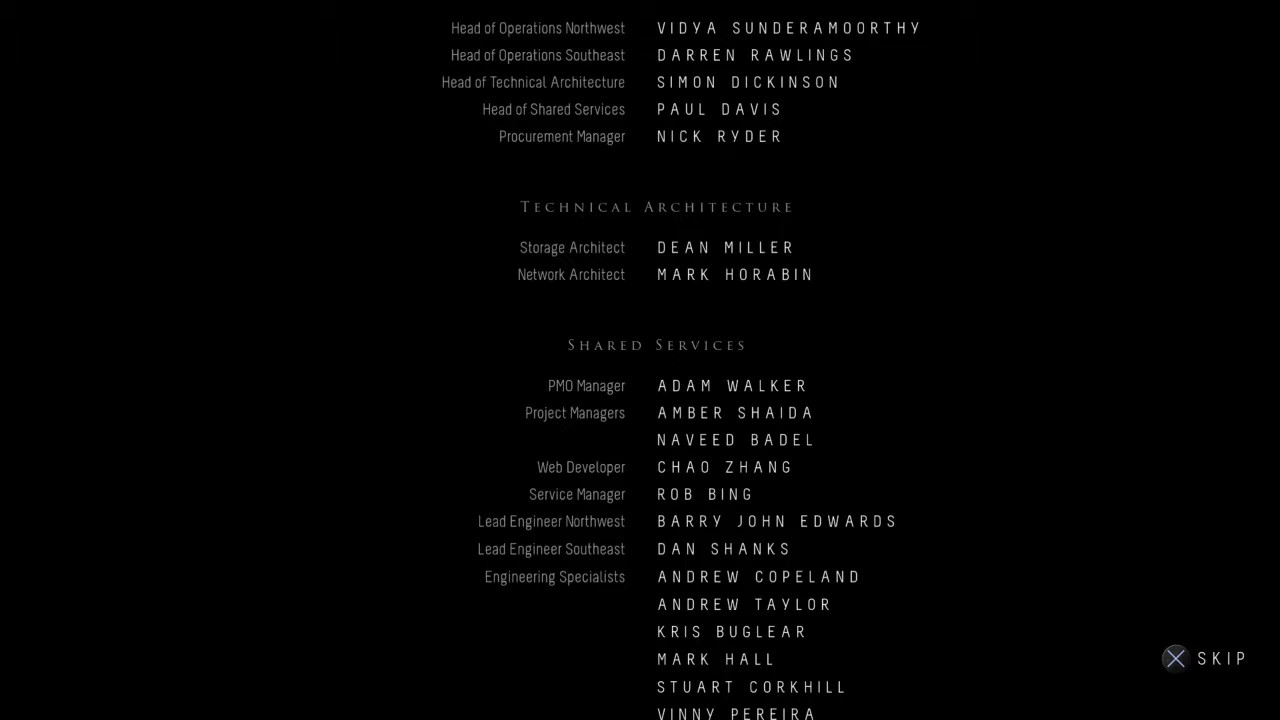 Head of Operations Northwest VIDYA SUNDERAMOORTHY
Head of Operations Southeast DARREN RAWLINGS
Head of Technical Architecture SIMON DICKINSON
Head of Shared Services PAUL DAVIS
Procurement Manager NICK RYDER
TECHNICAL ARCHITECTURE
Storage Architect DEAN MILLER
Network Architect MARK HORABIN
SHARED SERVICES
PMO Manager ADAM WALKER
Project Managers AMBER SHAIDA
NAVEED BADEL
Web Developer CHAO ZHANG
Service Manager ROB BING
Lead Engineer Northwest BARRY JOHN EDWARDS
Lead Engineer Southeast DAN SHANKS
Engineering Specialists ANDREW COPELAND
ANDREW TAYLOR
KRIS BUGLEAR
MARK HALL
SKIP
STUART CORKHILL
VINNY PEREIRA